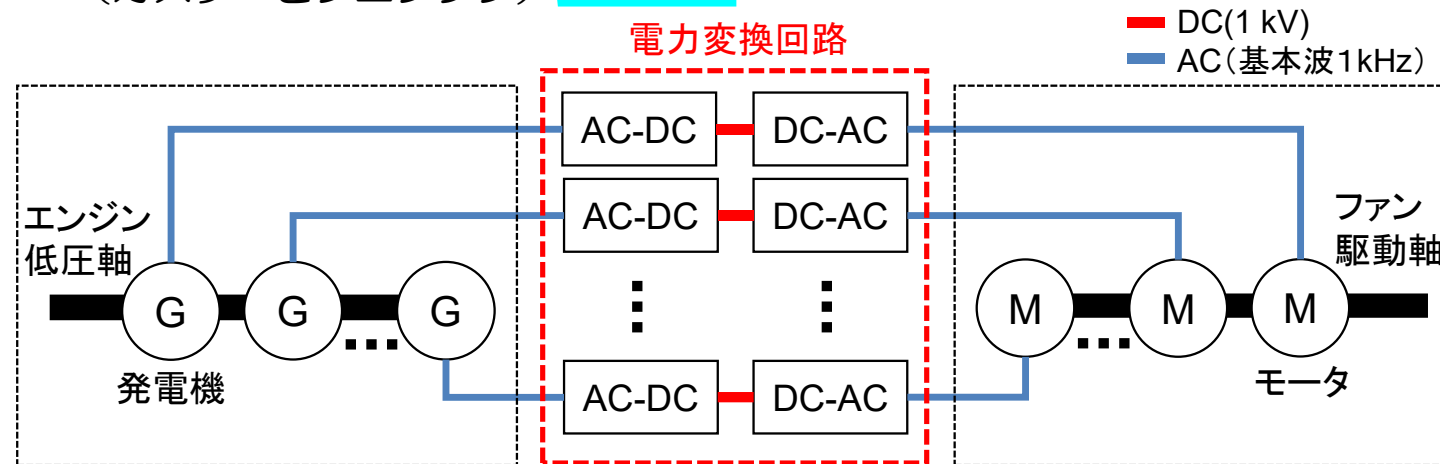 電力変換回路
DC(1 kV)
AC(基本波1kHz)
AC-DC
DC-AC
AC-DC
DC-AC
エンジン
低圧軸
ファン
駆動軸
G
G
G
M
M
M
発電機
モータ
AC-DC
DC-AC